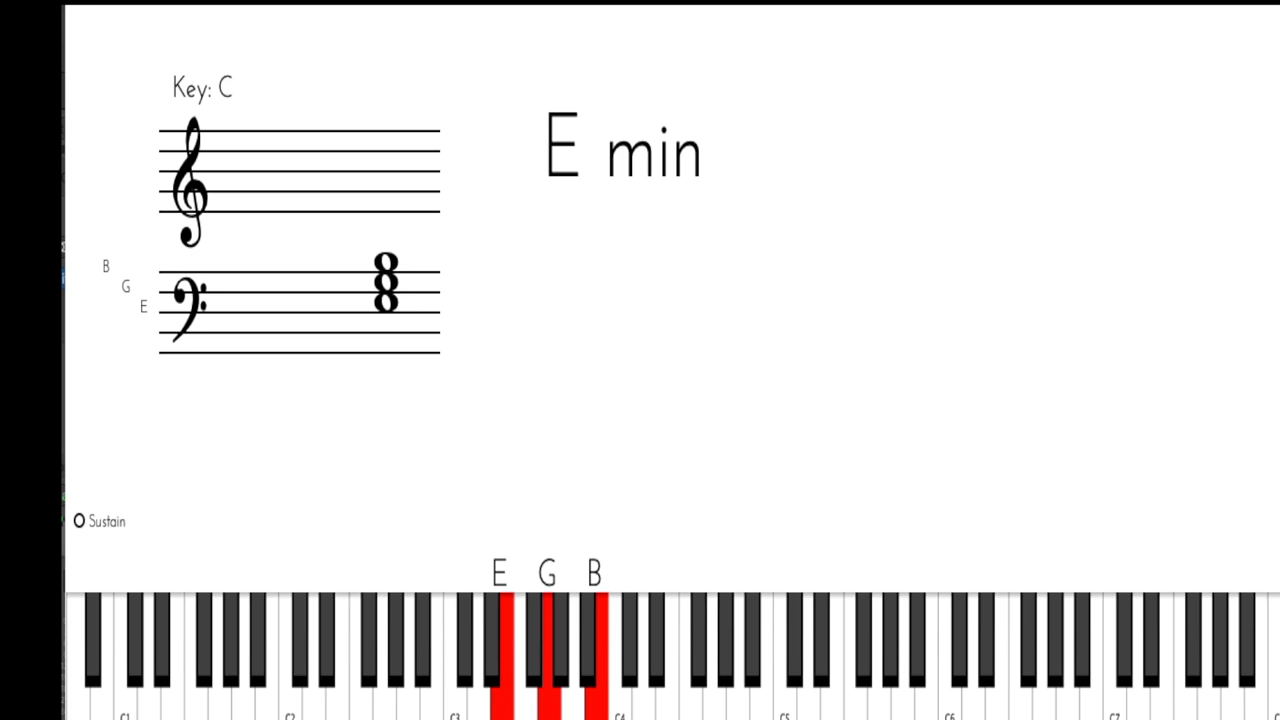 Key: C
E min
B
G
E
Sustain
E G B
C1 C2 C3 C4 C5 C6 C7